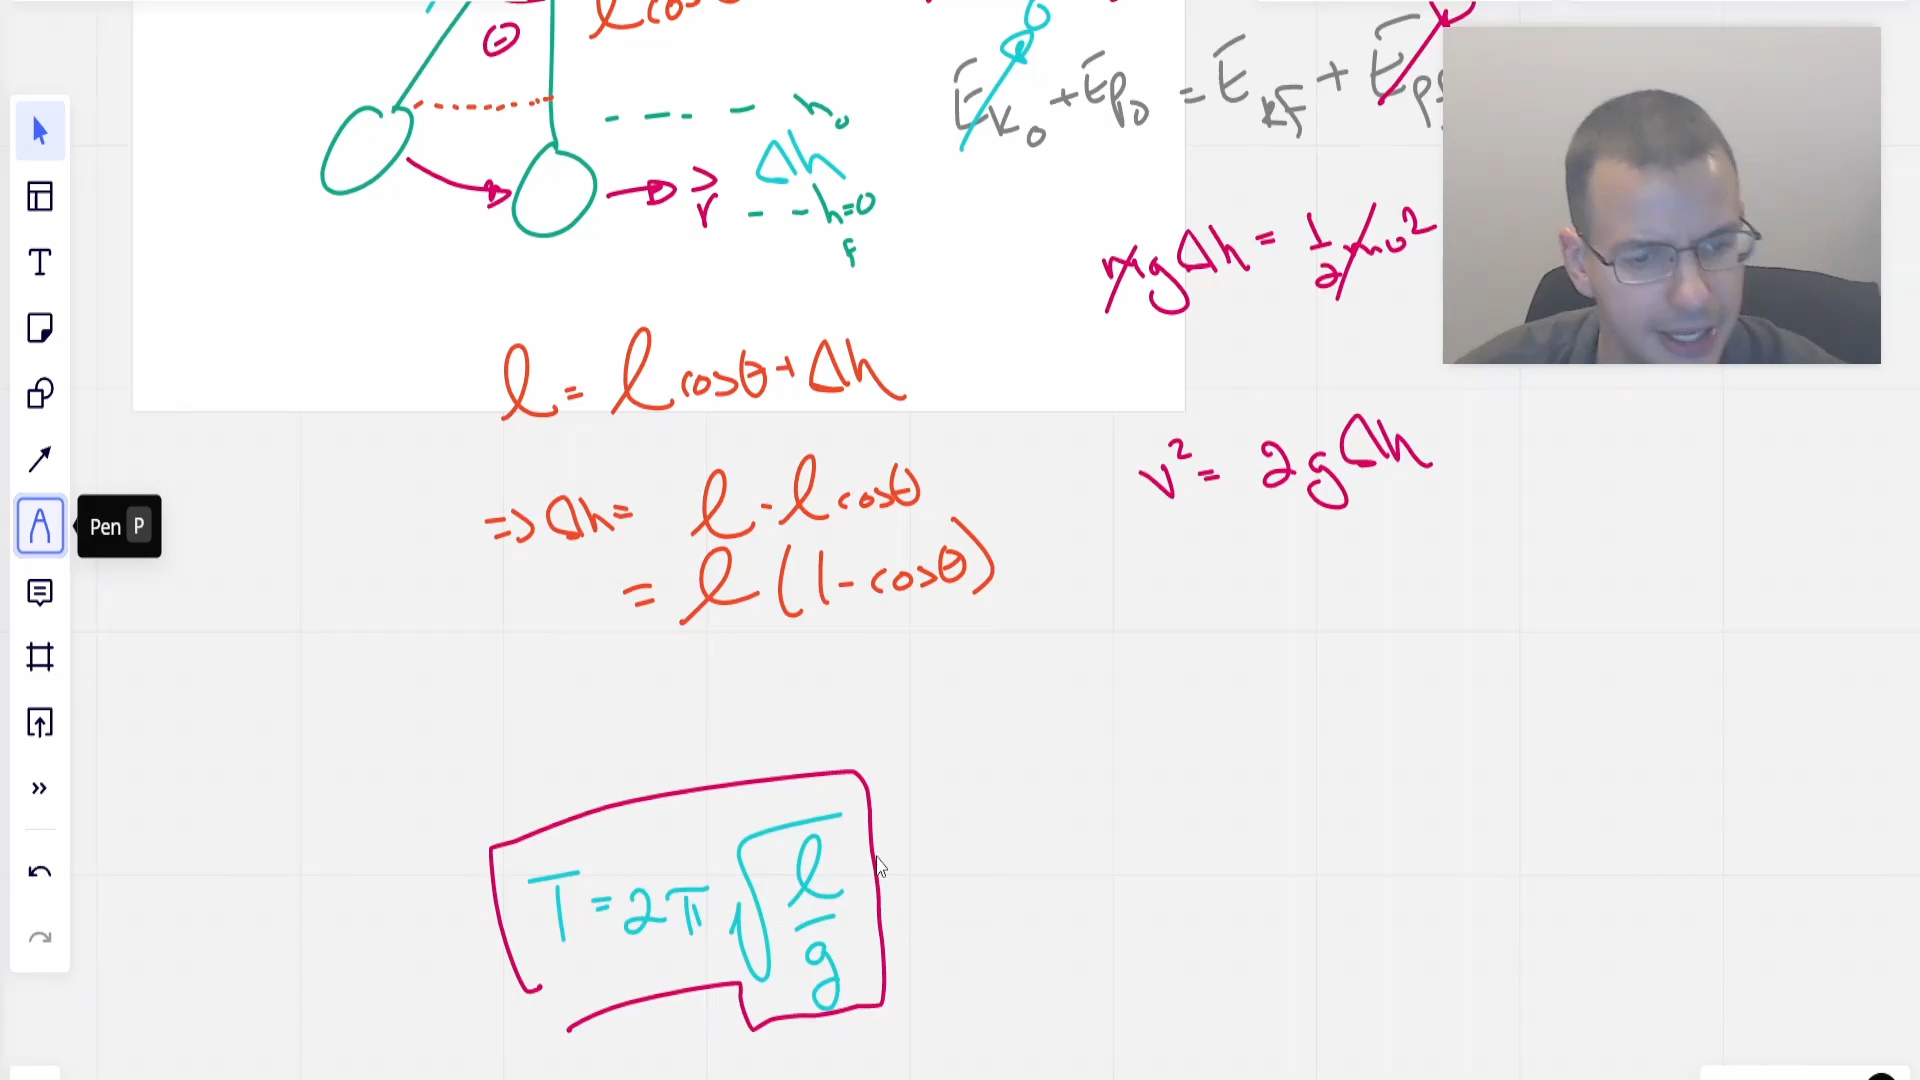 l cos
θ
h₀
Δh
v⃗
h=0
f
E_K₀ + E_p₀ = E_kF + E_pf
mgΔh = 1/2 mv²
l = l cosθ + Δh
v² = 2gΔh
=> Δh = l - l cosθ
= l (1 - cosθ)
Pen P
T = 2π √(l/g)